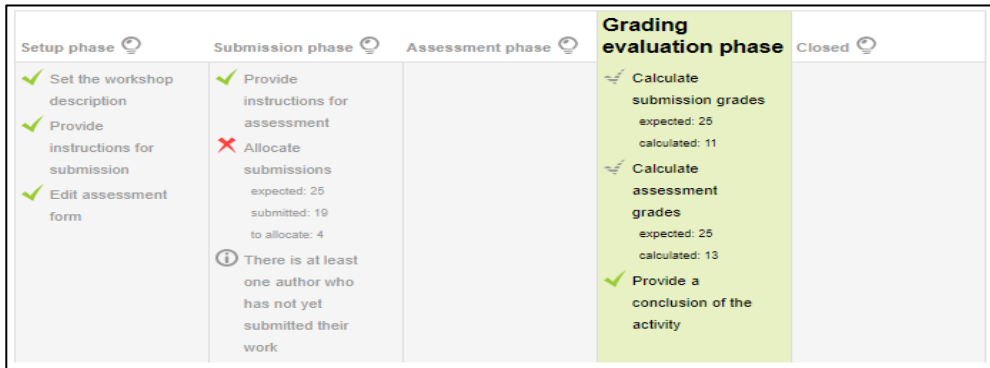 Setup phase
Set the workshop
description
Provide
instructions for
submission
Edit assessment
form
Submission phase
Provide
instructions for
assessment
Allocate
submissions
expected: 25
submitted: 19
to allocate: 4
There is at least
one author who
has not yet
submitted their
work
Assessment phase
Grading
evaluation phase
Calculate
submission grades
expected: 25
calculated: 11
Calculate
assessment
grades
expected: 25
calculated: 13
Provide a
conclusion of the
activity
Closed